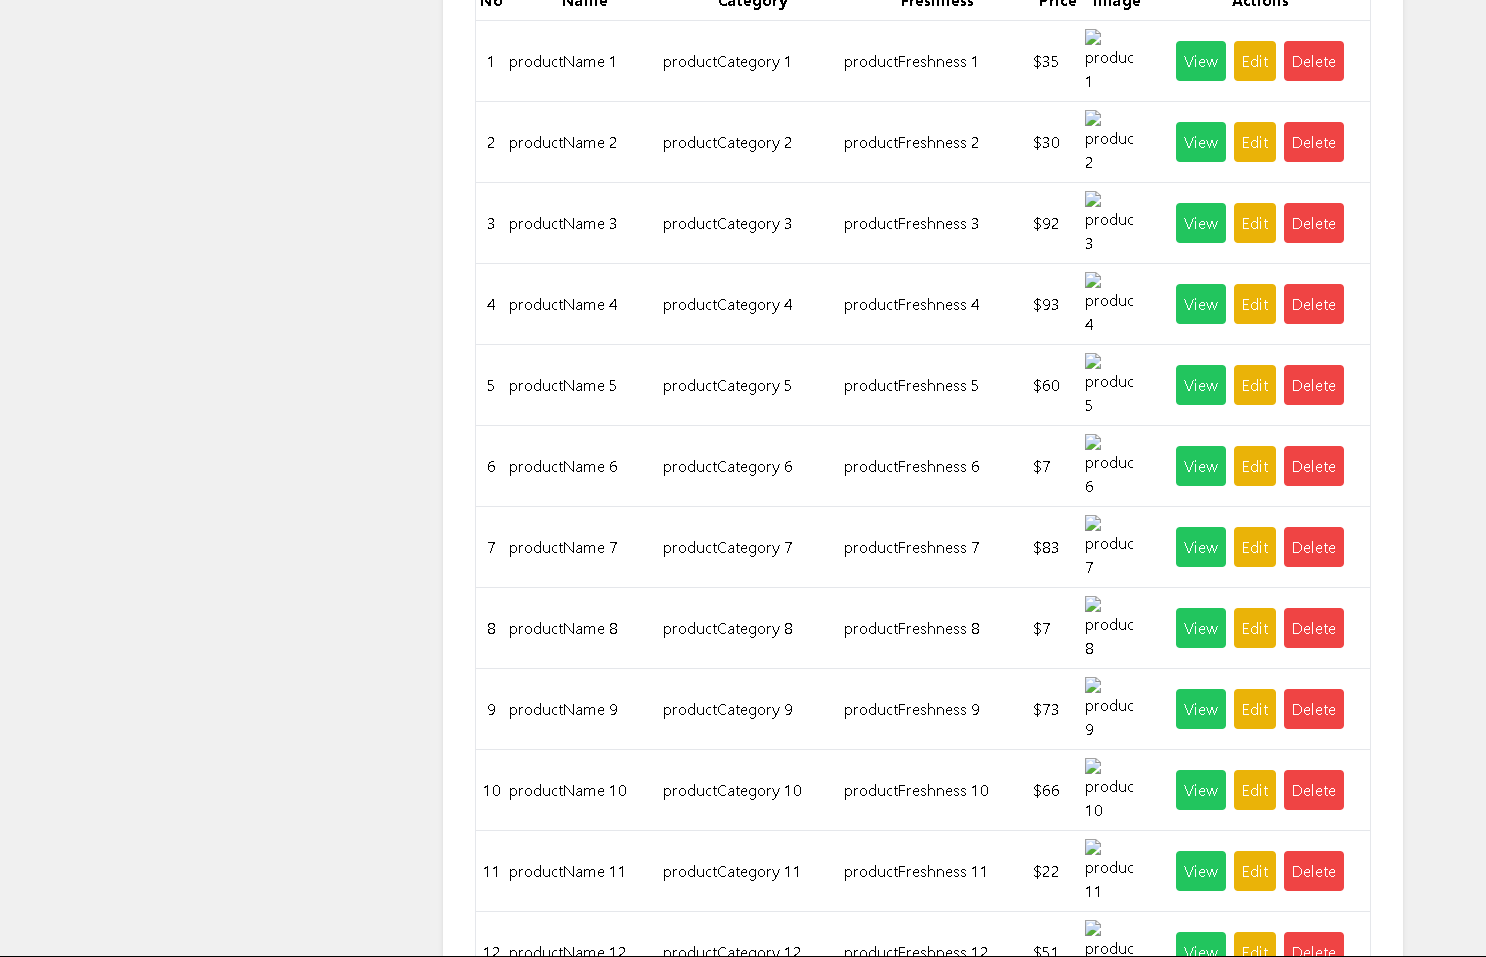 No Name Category Freshness Price Image Actions
1 productName 1 productCategory 1 productFreshness 1 $35 produc View Edit Delete
1
2 productName 2 productCategory 2 productFreshness 2 $30 produc View Edit Delete
2
3 productName 3 productCategory 3 productFreshness 3 $92 produc View Edit Delete
3
4 productName 4 productCategory 4 productFreshness 4 $93 produc View Edit Delete
4
5 productName 5 productCategory 5 productFreshness 5 $60 produc View Edit Delete
5
6 productName 6 productCategory 6 productFreshness 6 $7 produc View Edit Delete
6
7 productName 7 productCategory 7 productFreshness 7 $83 produc View Edit Delete
7
8 productName 8 productCategory 8 productFreshness 8 $7 produc View Edit Delete
8
9 productName 9 productCategory 9 productFreshness 9 $73 produc View Edit Delete
9
10 productName 10 productCategory 10 productFreshness 10 $66 produc View Edit Delete
10
11 productName 11 productCategory 11 productFreshness 11 $22 produc View Edit Delete
11
12 productName 12 productCategory 12 productFreshness 12 $51 produc View Edit Delete